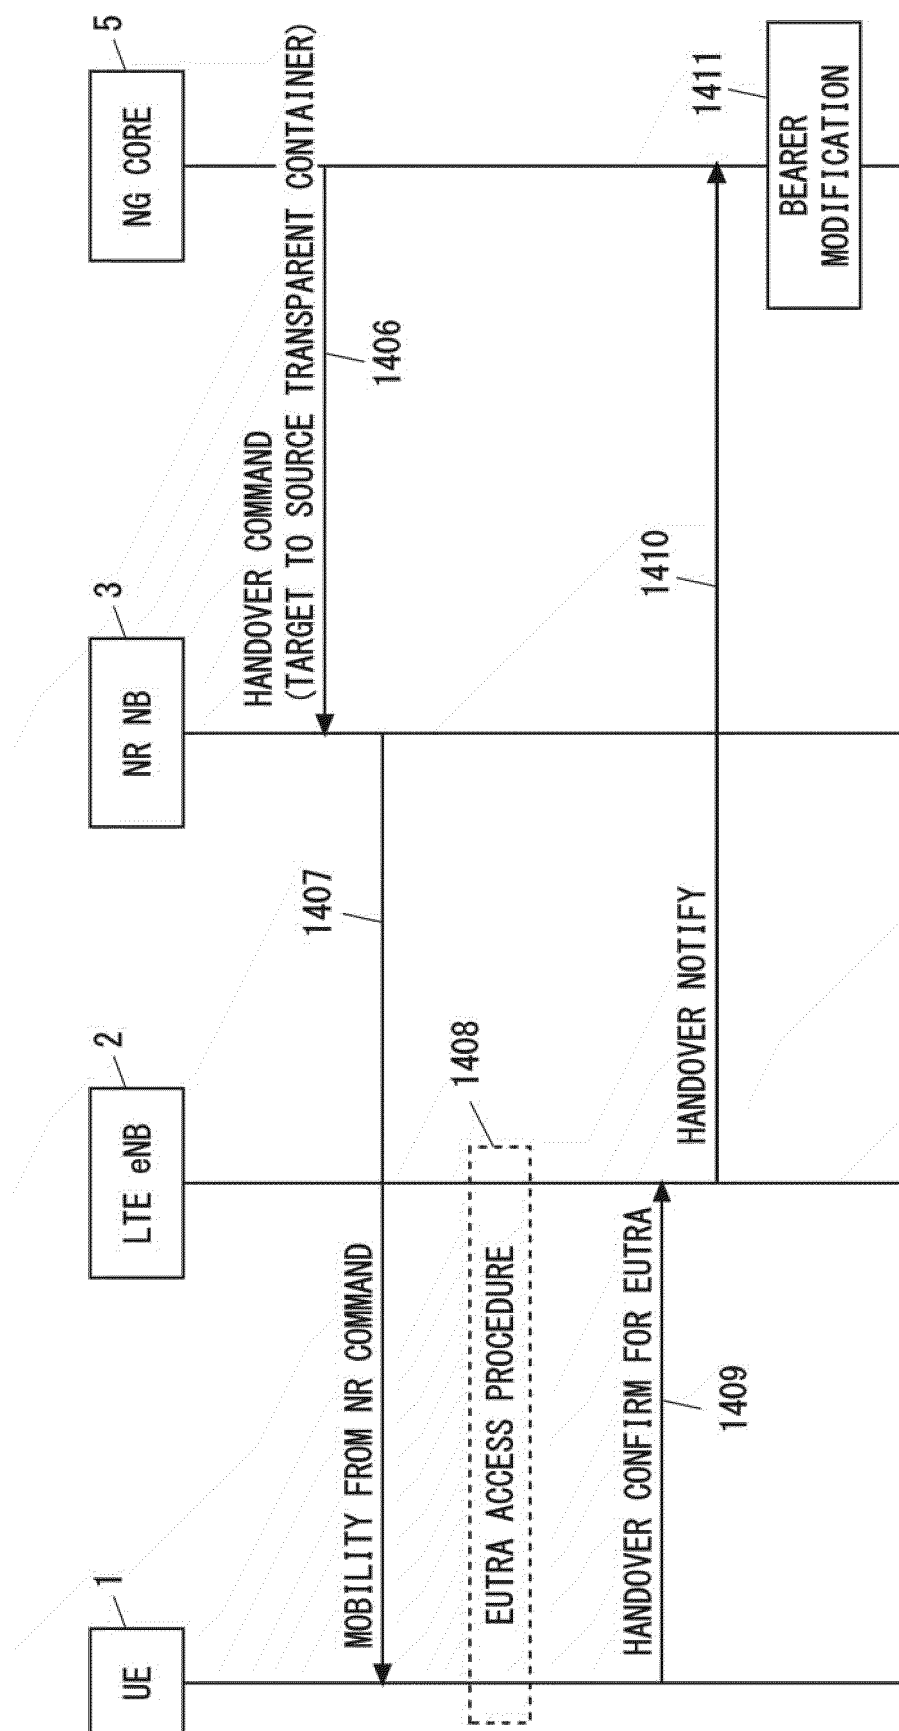 1
2
3
5
UE
LTE eNB
NR NB
NG CORE
HANDOVER COMMAND
(TARGET TO SOURCE TRANSPARENT CONTAINER)
1406
1407
MOBILITY FROM NR COMMAND
1408
EUTRA ACCESS PROCEDURE
HANDOVER CONFIRM FOR EUTRA
1409
HANDOVER NOTIFY
1410
1411
BEARER
MODIFICATION